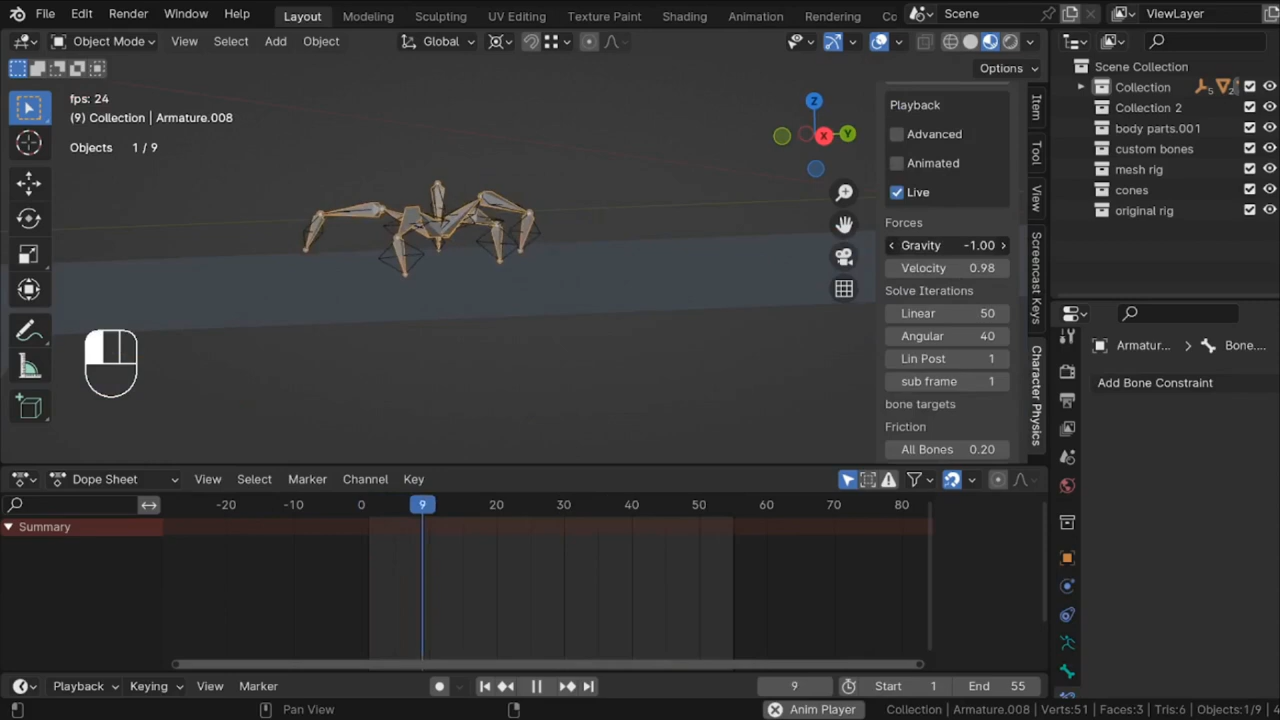 File Edit Render Window Help Layout Modeling Sculpting UV Editing Texture Paint Shading Animation Rendering Co Scene ViewLayer
Object Mode View Select Add Object Global
Options
fps: 24
(9) Collection | Armature.008
Objects 1 / 9
Z
Y
X
Playback
Advanced
Animated
Live
Forces
Gravity -1.00
Velocity 0.98
Solve Iterations
Linear 50
Angular 40
Lin Post 1
sub frame 1
bone targets
Friction
All Bones 0.20
Item
Tool
View
Screencast Keys
Character Physics
Scene Collection
Collection 5 2
Collection 2
body parts.001
custom bones
mesh rig
cones
original rig
Armatur... Bone....
Add Bone Constraint
Dope Sheet View Select Marker Channel Key
-20 -10 0 9 20 30 40 50 60 70 80
Summary
Playback Keying View Marker 9 Start 1 End 55
Pan View Anim Player Collection | Armature.008 | Verts:51 | Faces:3 | Tris:6 | Objects:1/9 | 4